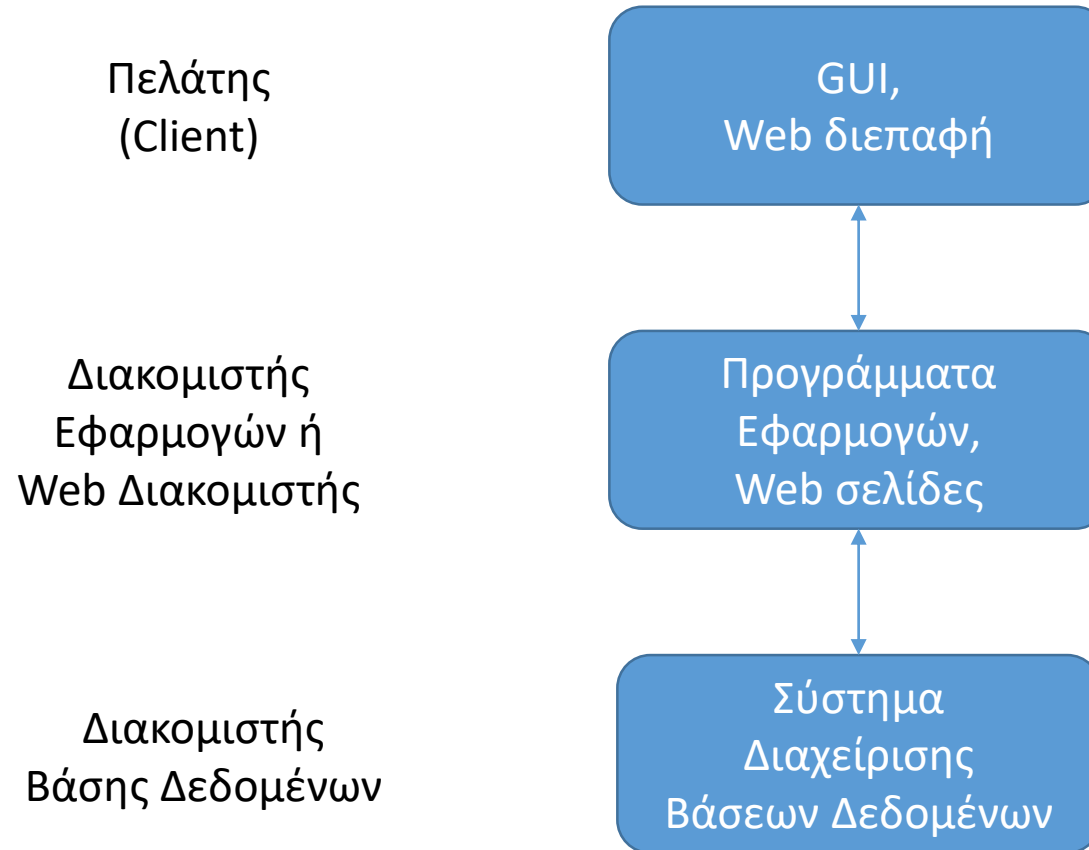 Πελάτης
(Client)
GUI,
Web διεπαφή
Διακομιστής
Εφαρμογών ή
Web Διακομιστής
Προγράμματα
Εφαρμογών,
Web σελίδες
Διακομιστής
Βάσης Δεδομένων
Σύστημα
Διαχείρισης
Βάσεων Δεδομένων